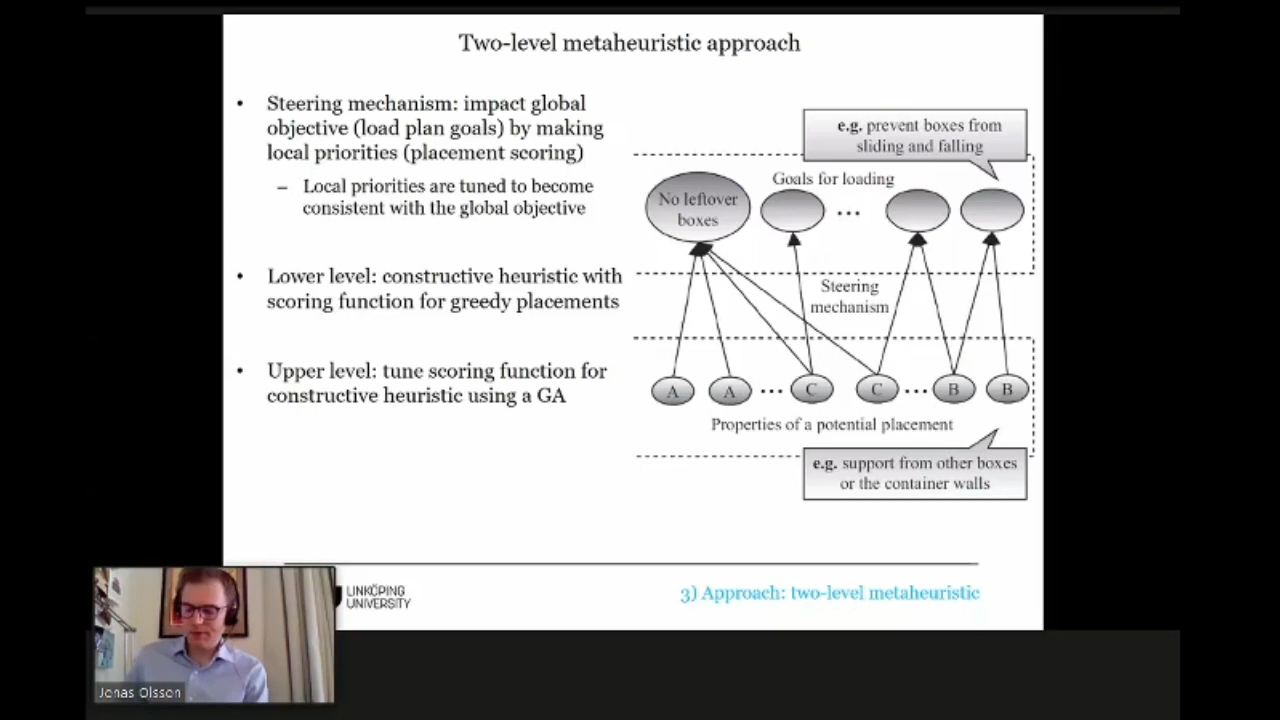 Two-level metaheuristic approach
• Steering mechanism: impact global
objective (load plan goals) by making
local priorities (placement scoring)
– Local priorities are tuned to become
consistent with the global objective
• Lower level: constructive heuristic with
scoring function for greedy placements
• Upper level: tune scoring function for
constructive heuristic using a GA
e.g. prevent boxes from
sliding and falling
Goals for loading
No leftover
boxes
...
Steering
mechanism
A A ... C C ... B B
Properties of a potential placement
e.g. support from other boxes
or the container walls
LINKÖPING
UNIVERSITY
3) Approach: two-level metaheuristic
Jonas Olsson